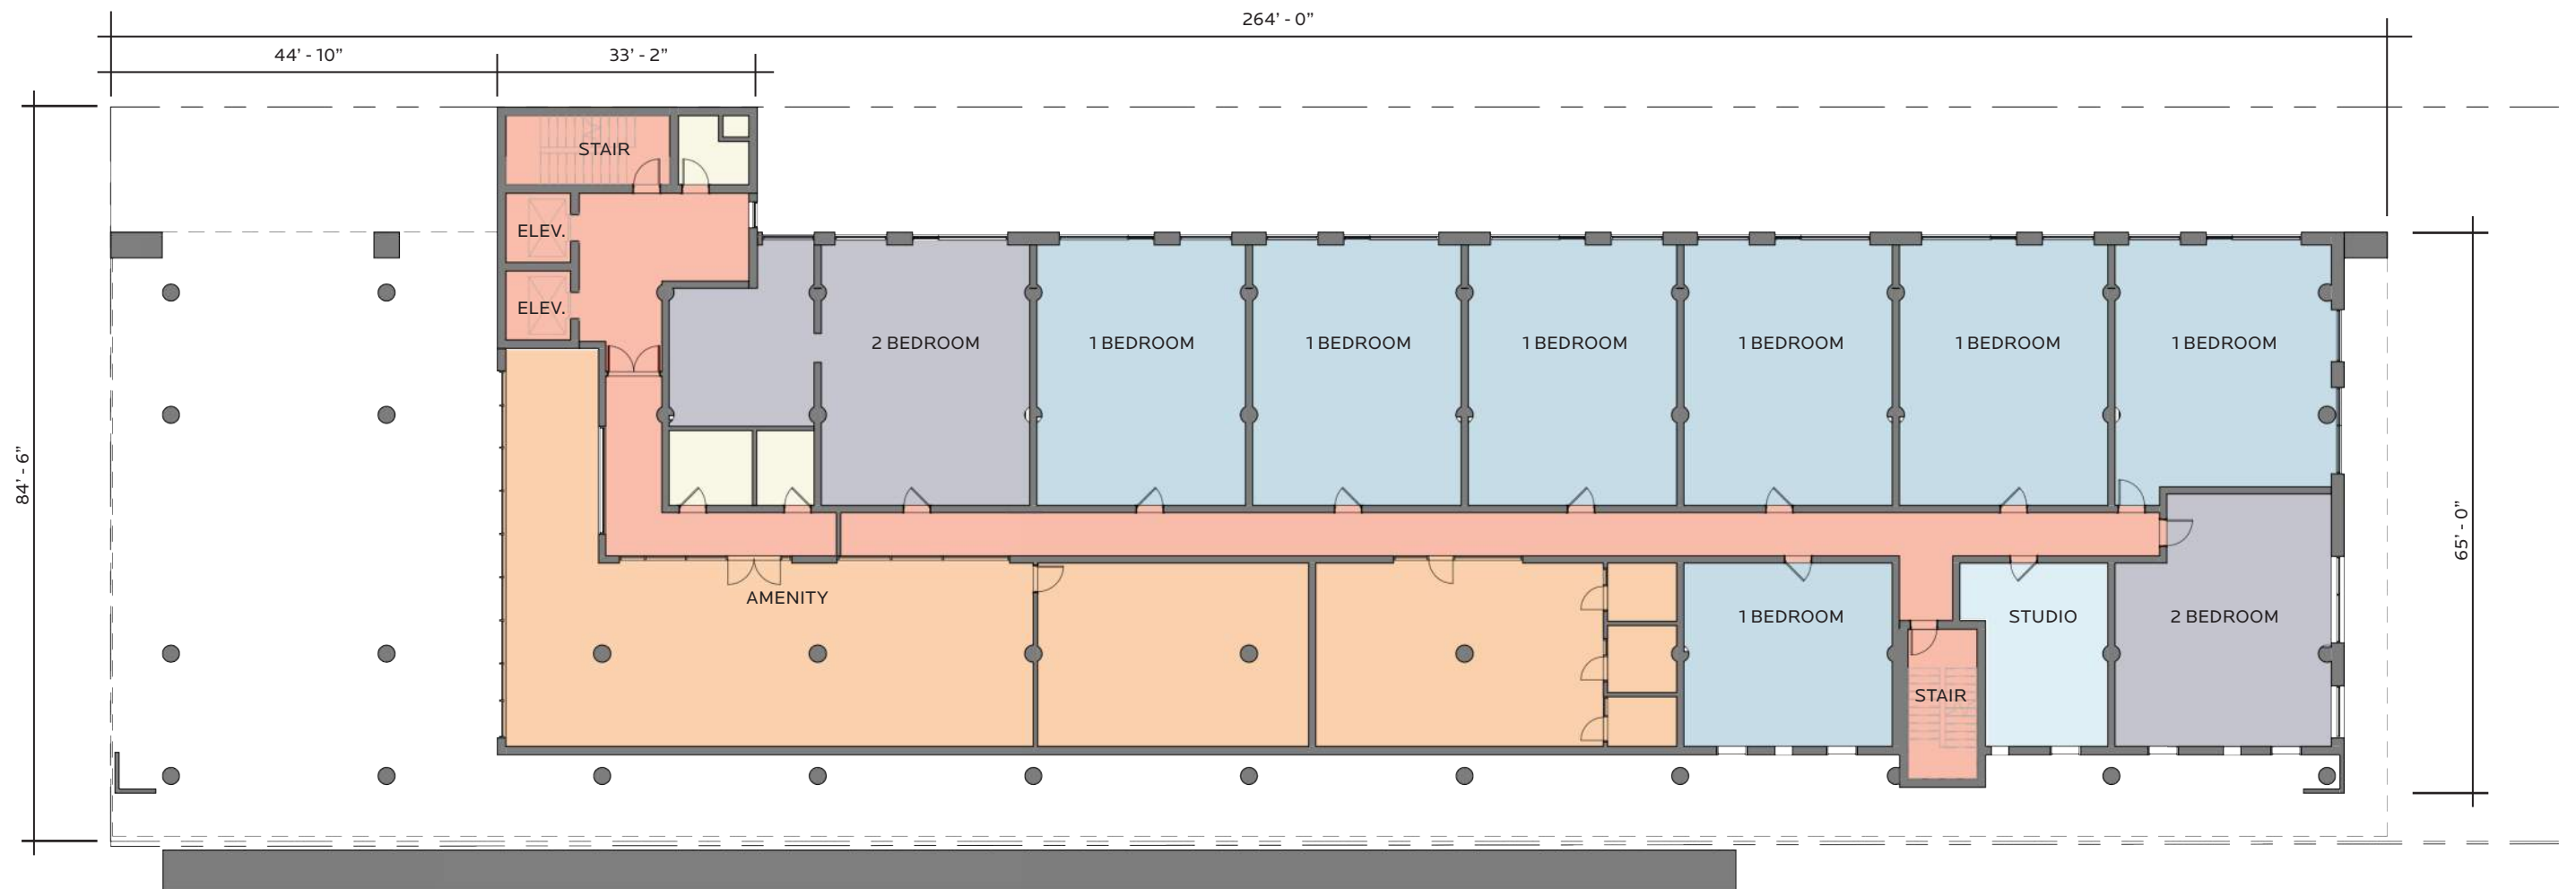 264’ - 0”
44’ - 10”
33’ - 2”
STAIR
ELEV.
ELEV.
2 BEDROOM
1 BEDROOM
1 BEDROOM
1 BEDROOM
1 BEDROOM
1 BEDROOM
1 BEDROOM
84’ - 6”
65’ - 0”
AMENITY
1 BEDROOM
STUDIO
2 BEDROOM
STAIR